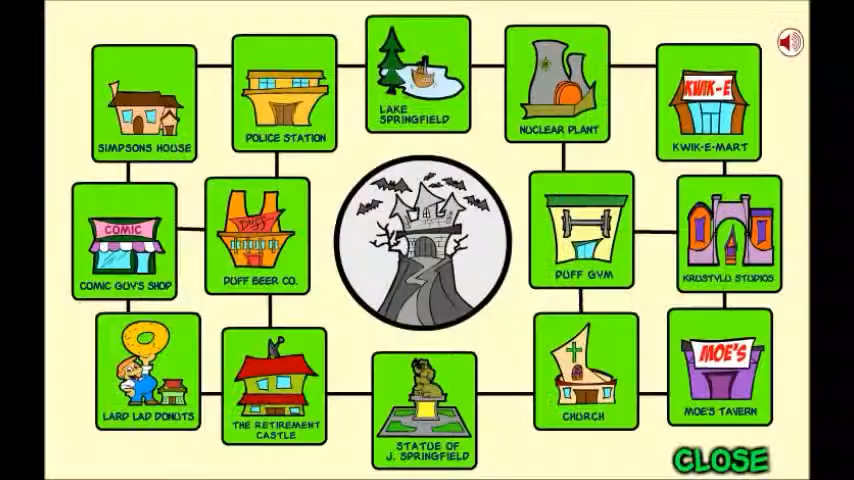 SIMPSONS HOUSE
POLICE STATION
LAKE
SPRINGFIELD
NUCLEAR PLANT
KWIK-E
KWIK-E-MART
COMIC
COMIC GUY'S SHOP
DUFF
DUFF BEER CO.
DUFF GYM
KRUSTYLU STUDIOS
LARD LAD DONUTS
THE RETIREMENT
CASTLE
STATUE OF
J. SPRINGFIELD
CHURCH
MOE'S
MOE'S TAVERN
CLOSE